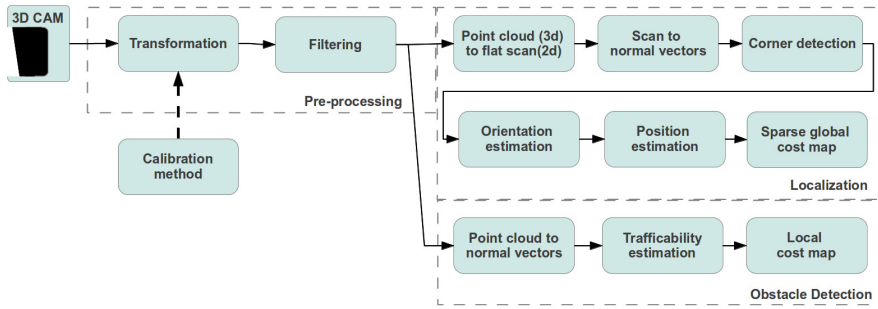 3D CAM
Transformation
Filtering
Pre-processing
Calibration
method
Point cloud (3d)
to flat scan(2d)
Scan to
normal vectors
Corner detection
Orientation
estimation
Position
estimation
Sparse global
cost map
Localization
Point cloud to
normal vectors
Trafficability
estimation
Local
cost map
Obstacle Detection